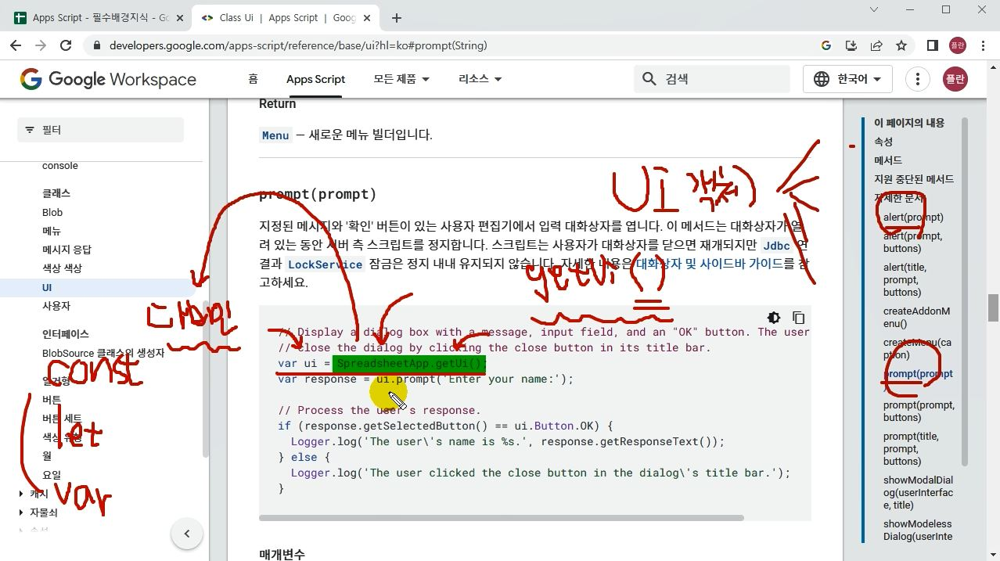 Apps Script - 필수배경지식 - Go
Class Ui | Apps Script | Goog
developers.google.com/apps-script/reference/base/ui?hl=ko#prompt(String)
플란
Google Workspace
홈
Apps Script
모든 제품
리소스
검색
한국어
플란
필터
console
클래스
Blob
메뉴
메시지 응답
색상 색상
UI
사용자
인터페이스
BlobSource 클래스의 생성자
버튼
버튼 세트
월
요일
캐시
자물쇠
const
let
var
Return
Menu — 새로운 메뉴 빌더입니다.
prompt(prompt)
지정된 메시지와 '확인' 버튼이 있는 사용자 편집기에서 입력 대화상자를 엽니다. 이 메서드는 대화상자가 열
려 있는 동안 서버 측 스크립트를 정지합니다. 스크립트는 사용자가 대화상자를 닫으면 재개되지만 Jdbc 연
결과 LockService 잠금은 정지 내내 유지되지 않습니다. 자세한 내용은 대화상자 및 사이드바 가이드를 참
고하세요.
UI
getUi()
// Display a dialog box with a message, input field, and an "OK" button. The user
// close the dialog by clicking the close button in its title bar.
var ui = SpreadsheetApp.getUi();
var response = ui.prompt('Enter your name:');
// Process the user's response.
if (response.getSelectedButton() == ui.Button.OK) {
Logger.log('The user\'s name is %s.', response.getResponseText());
} else {
Logger.log('The user clicked the close button in the dialog\'s title bar.');
}
매개변수
이 페이지의 내용
속성
메서드
지원 중단된 메서드
자세한 문서
alert(prompt)
alert(prompt,
buttons)
alert(title,
prompt,
buttons)
createAddonM
enu()
createMenu(ca
ption)
prompt(prompt
)
prompt(prompt,
buttons)
prompt(title,
prompt,
buttons)
showModalDial
og(userInterfac
e, title)
showModeless
Dialog(userInte